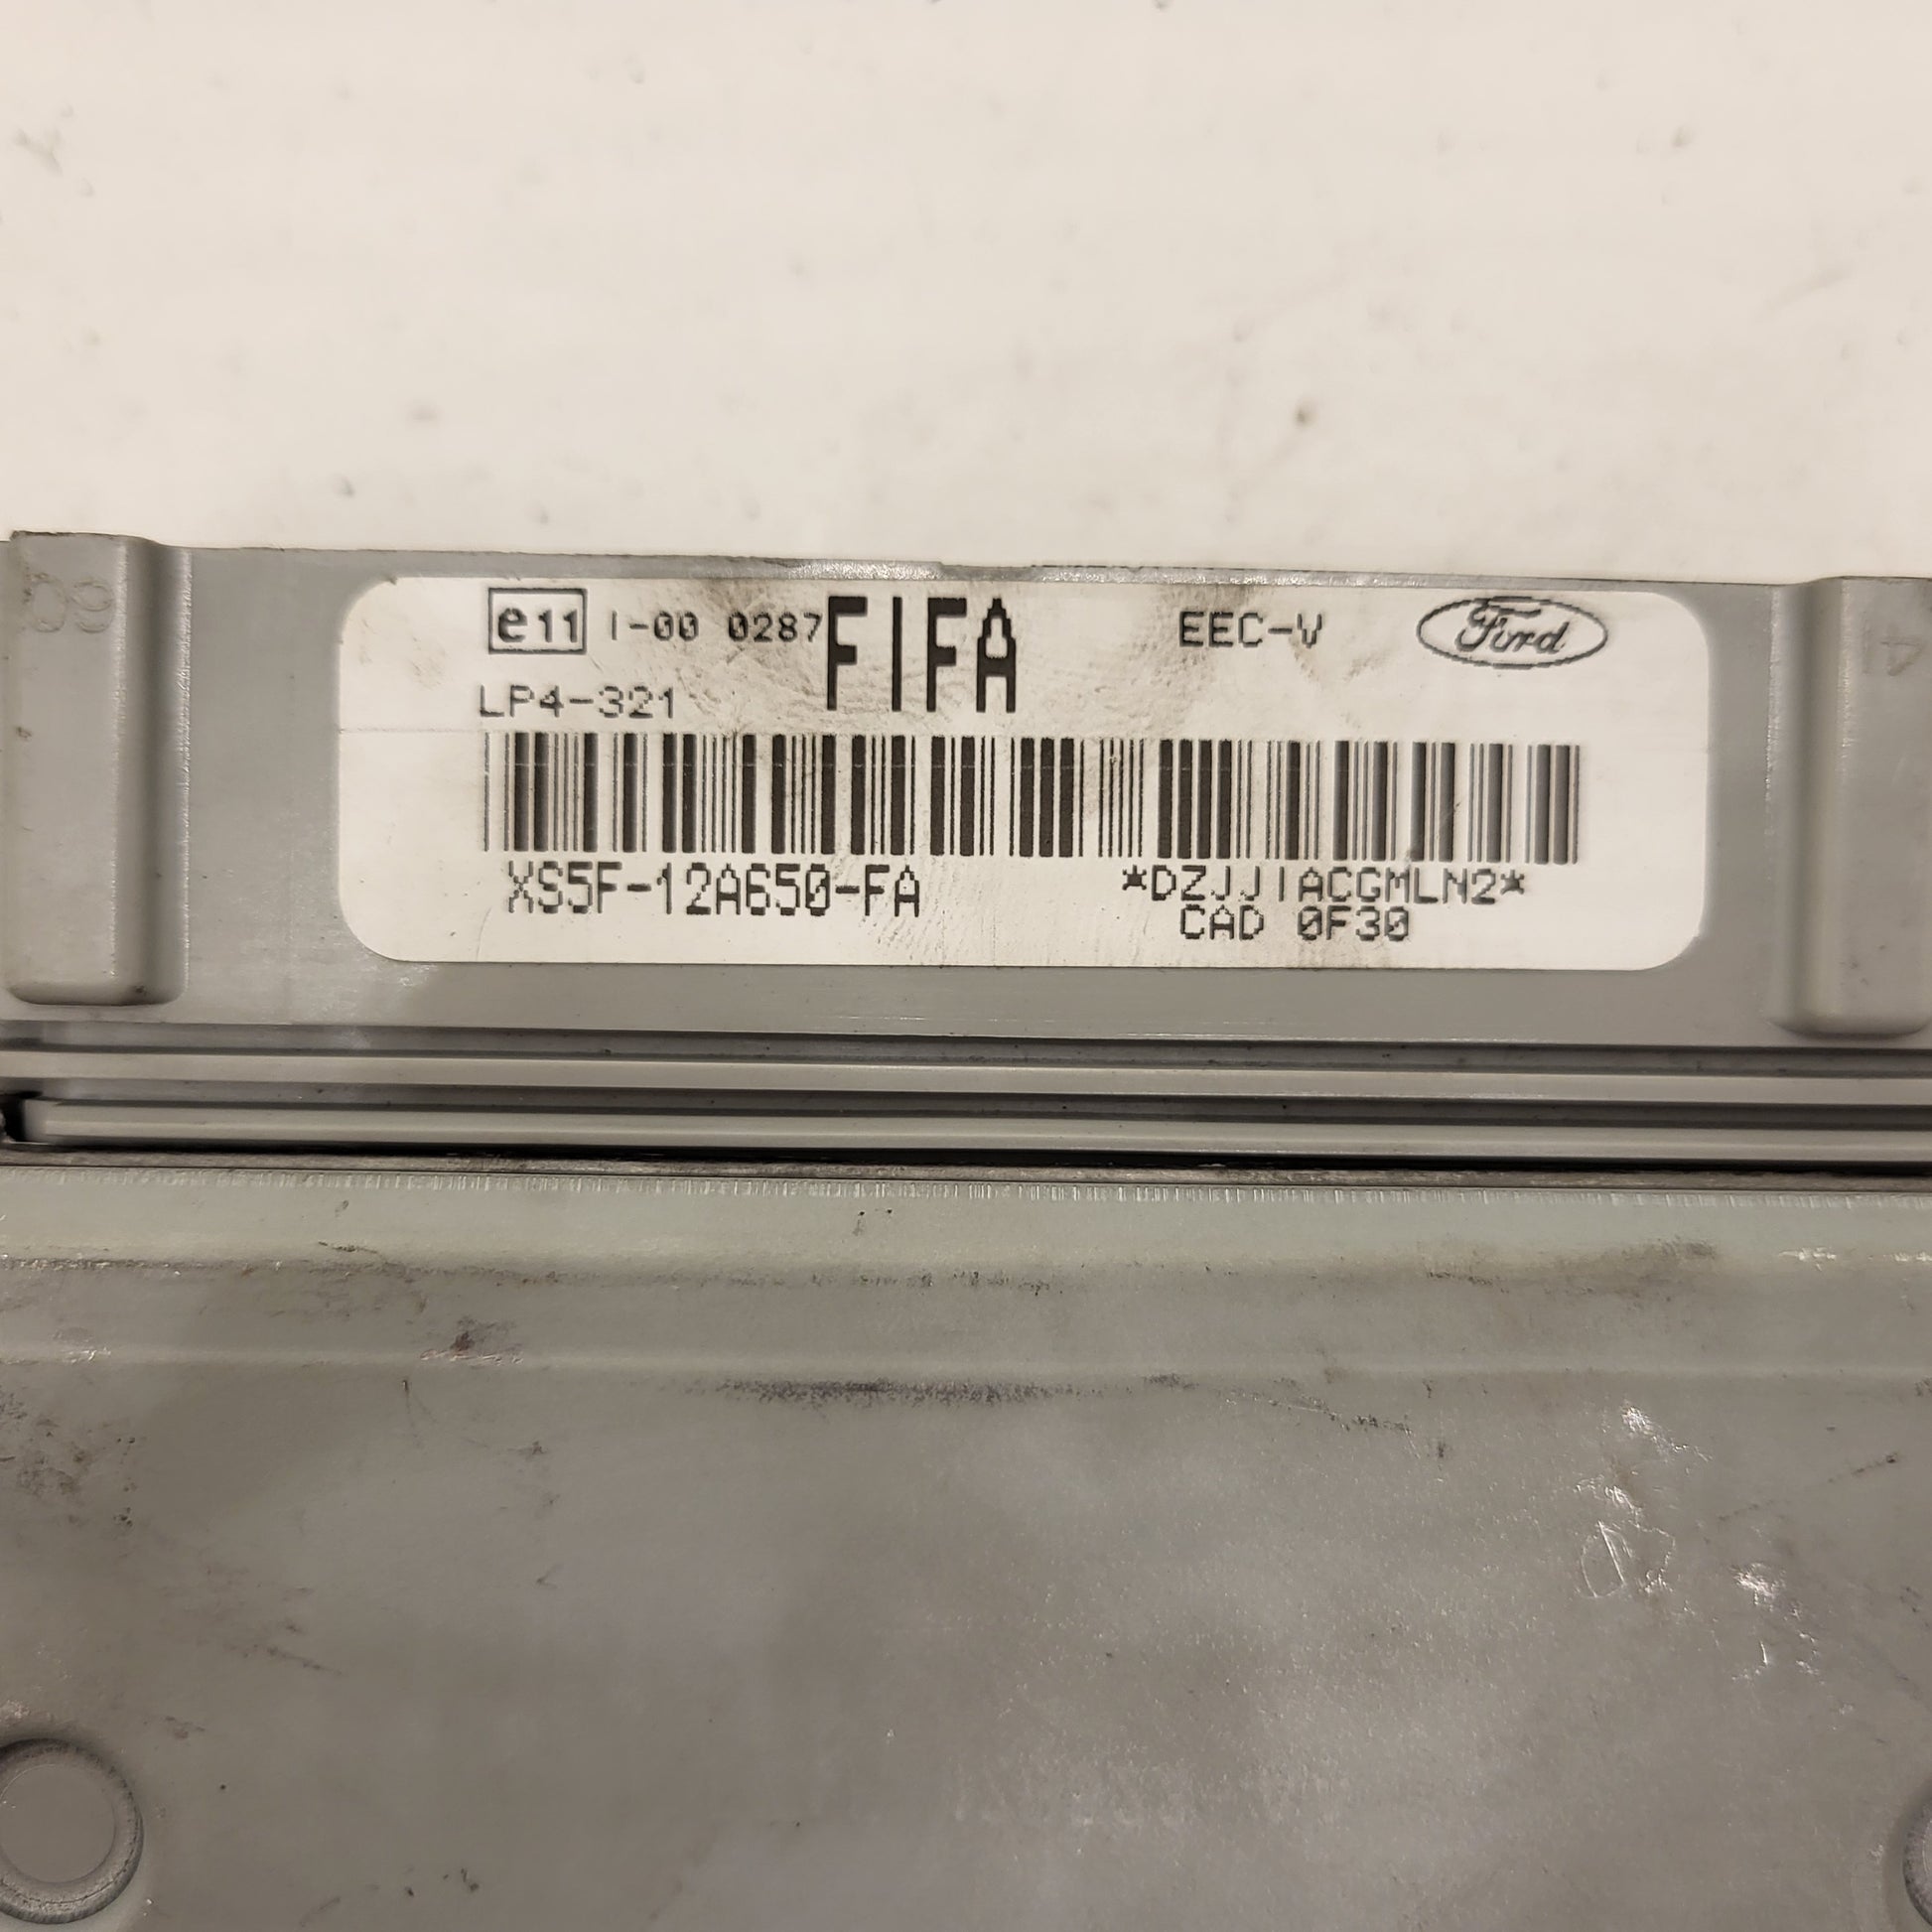 e11 I-00 0287 FIFA EEC-V Ford
LP4-321
XS5F-12A650-FA *DZJJIACGMLN2*
CAD 0F30